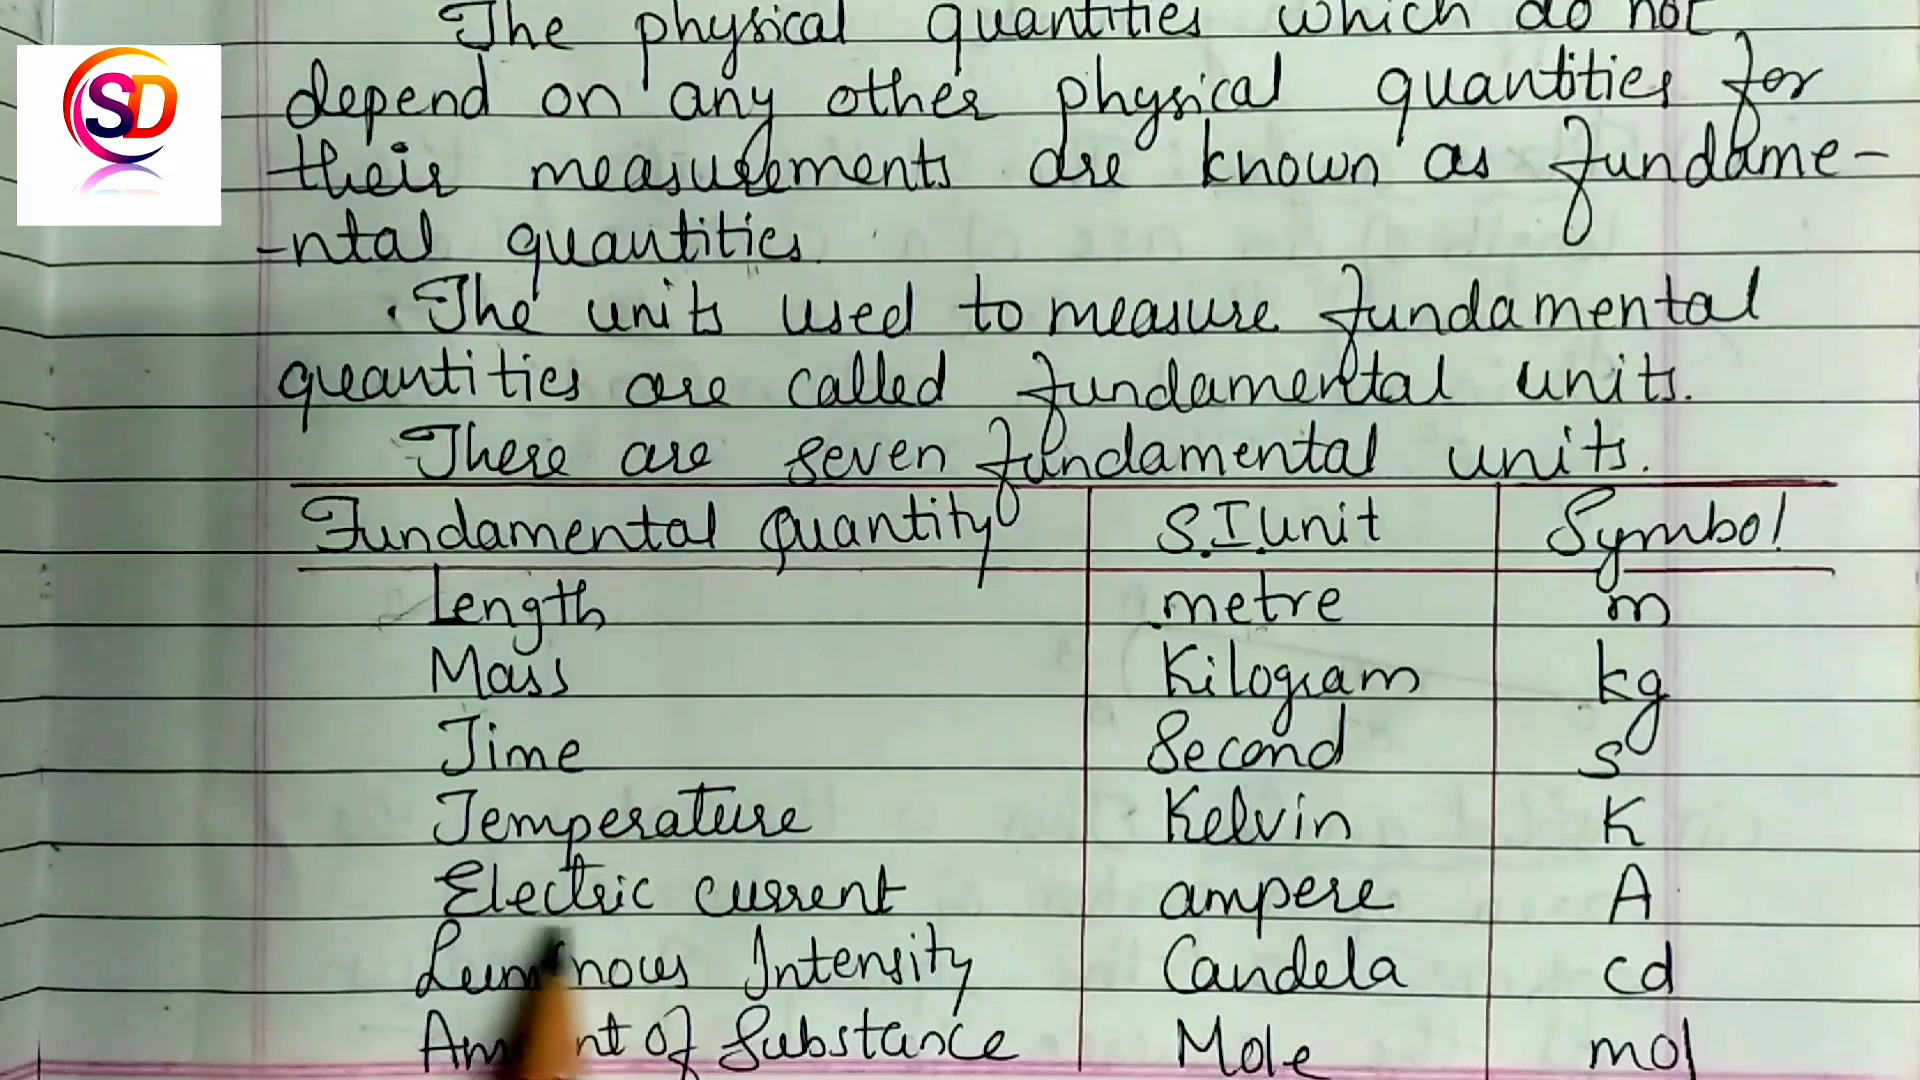 SD
The physical quantities which do not
depend on any other physical quantities for
their measurements are known as fundame-
-ntal quantities
The units used to measure fundamental
quantities are called fundamental units.
There are seven fundamental units.
Fundamental Quantity S.I.Unit Symbol
Length metre m
Mass Kilogram kg
Time Second s
Temperature Kelvin K
Electric current ampere A
Luminous Intensity Candela cd
Amount of Substance Mole mol